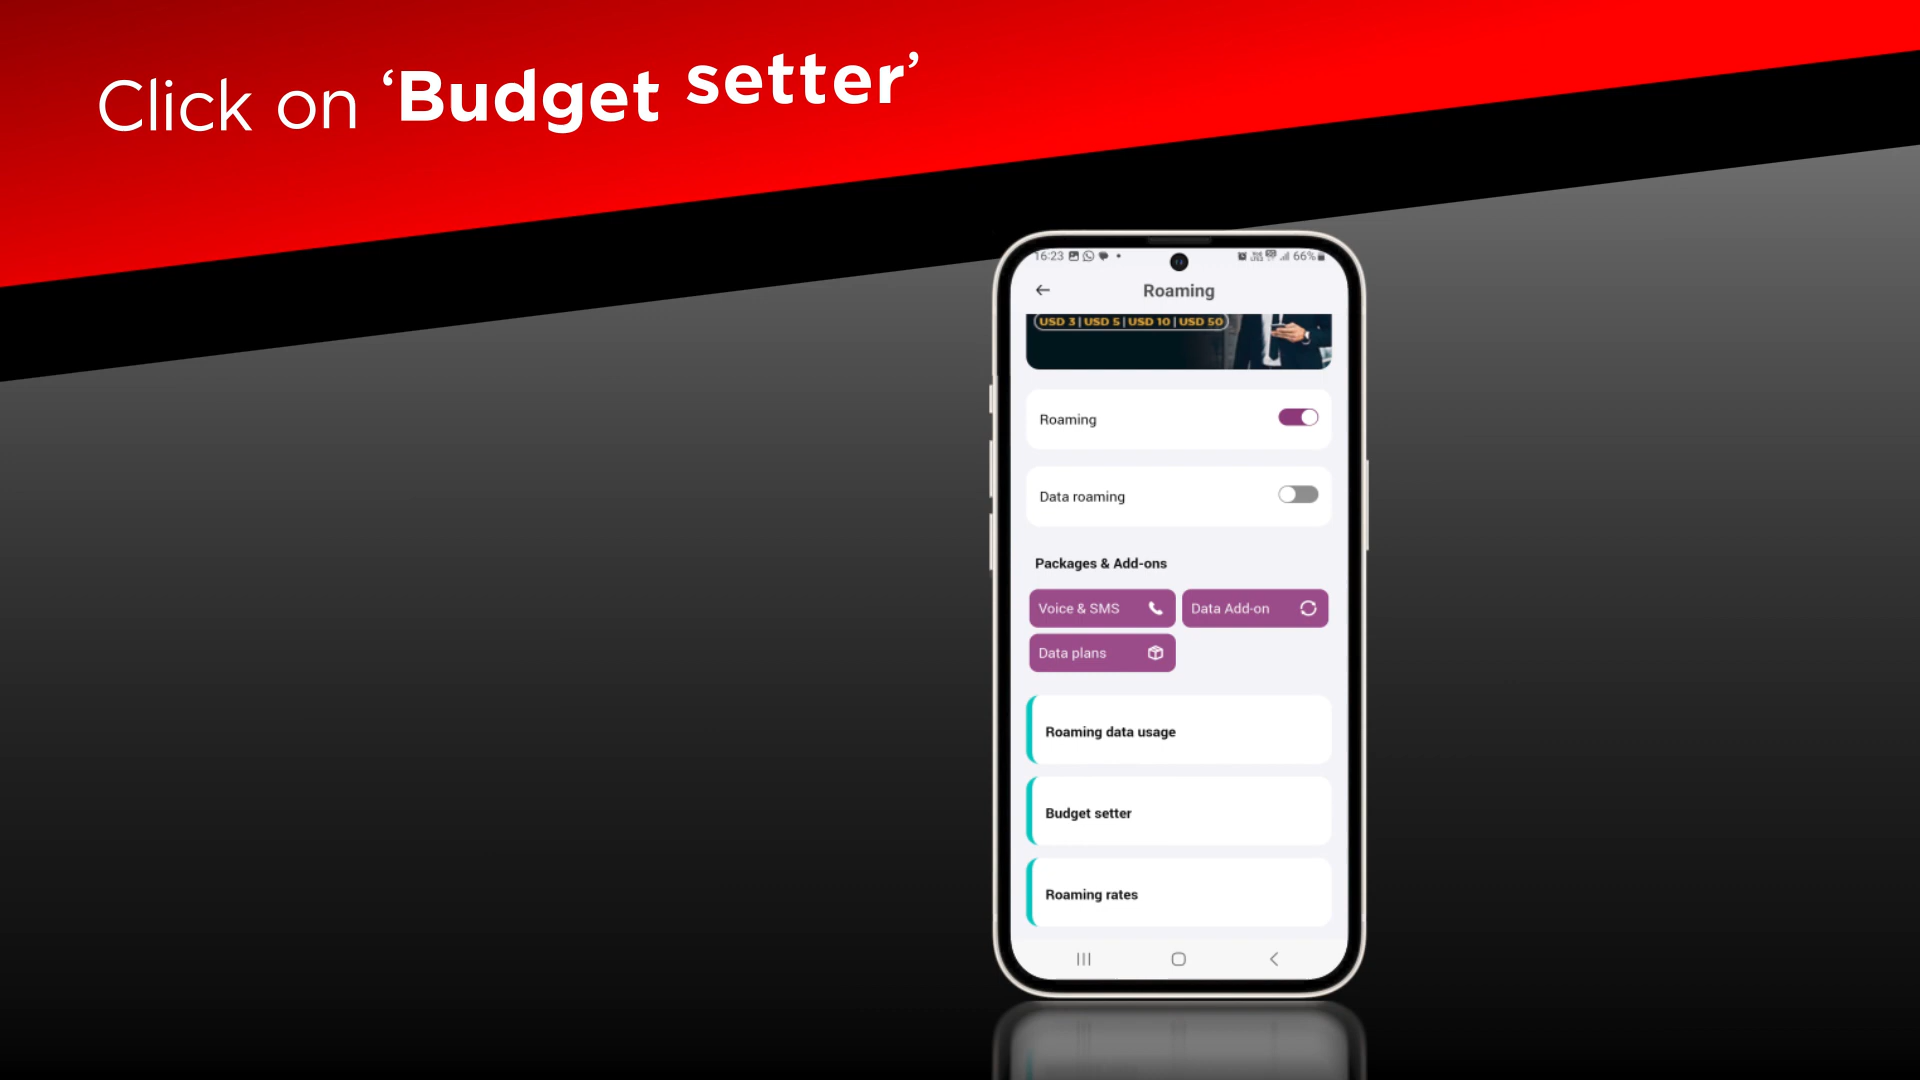 Click on ‘Budget setter’
16:23
66%
Roaming
USD 3 | USD 5 | USD 10 | USD 50
Roaming
Data roaming
Packages & Add-ons
Voice & SMS
Data Add-on
Data plans
Roaming data usage
Budget setter
Roaming rates